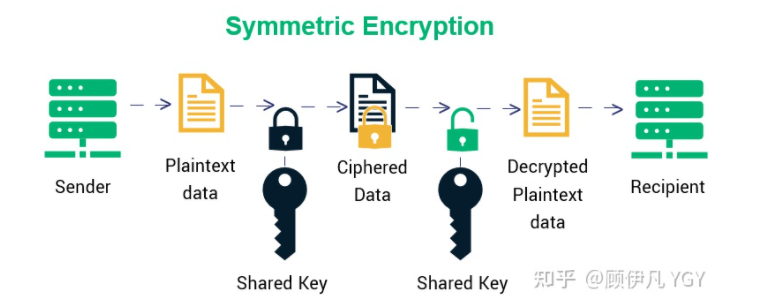 Symmetric Encryption
Sender
Plaintext
data
Ciphered
Data
Decrypted
Plaintext
data
Recipient
Shared Key
Shared Key
知乎 @顾伊凡 YGY